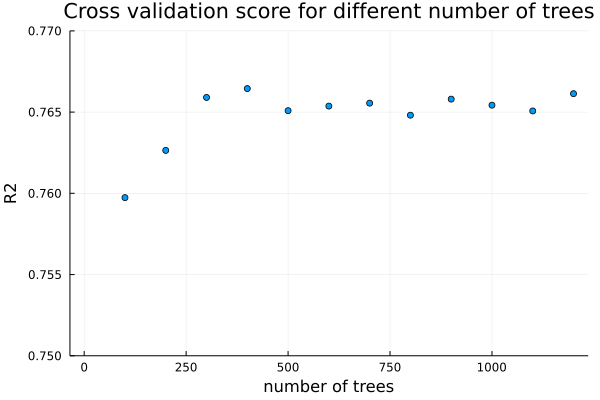 Cross validation score for different number of trees
0.770
0.765
0.760
0.755
0.750
R2
0 250 500 750 1000
number of trees